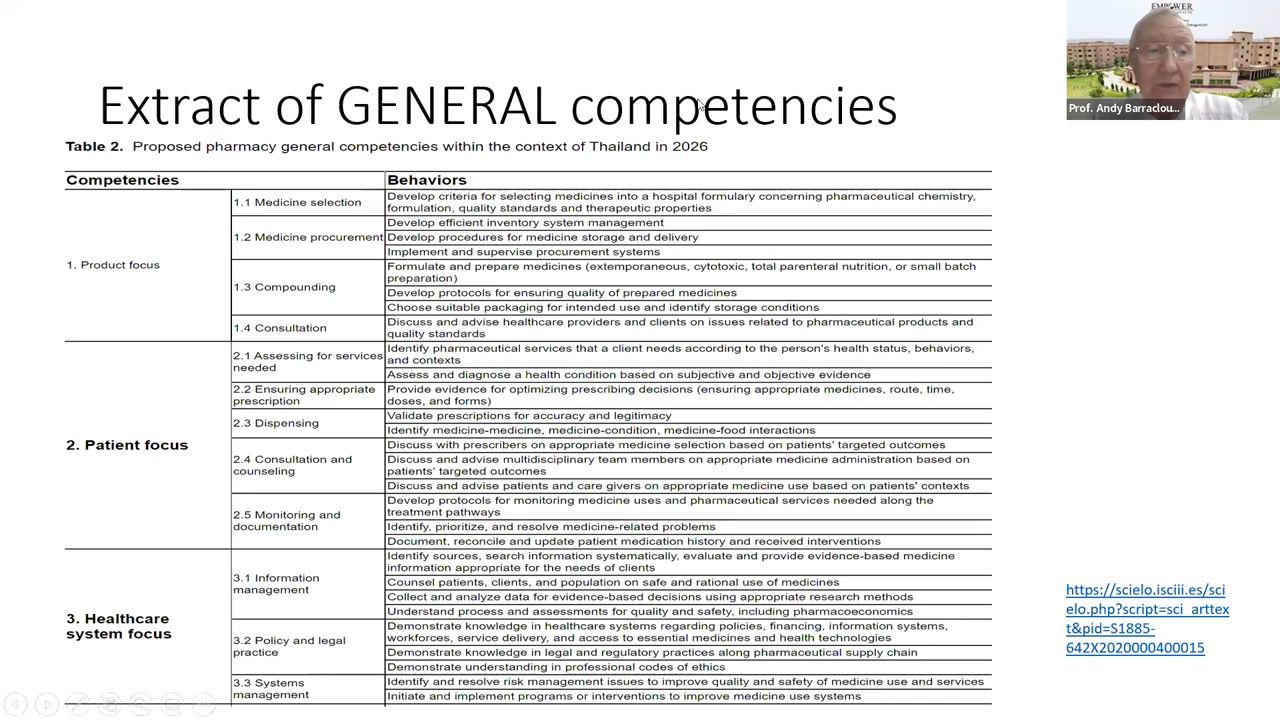 EMPOWER
Prof. Andy Barraclou...
Extract of GENERAL competencies
Table 2. Proposed pharmacy general competencies within the context of Thailand in 2026
Competencies
Behaviors
1. Product focus
1.1 Medicine selection
Develop criteria for selecting medicines into a hospital formulary concerning pharmaceutical chemistry,
formulation, quality standards and therapeutic properties
1.2 Medicine procurement
Develop efficient inventory system management
Develop procedures for medicine storage and delivery
Implement and supervise procurement systems
1.3 Compounding
Formulate and prepare medicines (extemporaneous, cytotoxic, total parenteral nutrition, or small batch
preparation)
Develop protocols for ensuring quality of prepared medicines
Choose suitable packaging for intended use and identify storage conditions
1.4 Consultation
Discuss and advise healthcare providers and clients on issues related to pharmaceutical products and
quality standards
2. Patient focus
2.1 Assessing for services
needed
Identify pharmaceutical services that a client needs according to the person's health status, behaviors,
and contexts
Assess and diagnose a health condition based on subjective and objective evidence
2.2 Ensuring appropriate
prescription
Provide evidence for optimizing prescribing decisions (ensuring appropriate medicines, route, time,
doses, and forms)
2.3 Dispensing
Validate prescriptions for accuracy and legitimacy
Identify medicine-medicine, medicine-condition, medicine-food interactions
2.4 Consultation and
counseling
Discuss with prescribers on appropriate medicine selection based on patients' targeted outcomes
Discuss and advise multidisciplinary team members on appropriate medicine administration based on
patients' targeted outcomes
Discuss and advise patients and care givers on appropriate medicine use based on patients' contexts
2.5 Monitoring and
documentation
Develop protocols for monitoring medicine uses and pharmaceutical services needed along the
treatment pathways
Identify, prioritize, and resolve medicine-related problems
Document, reconcile and update patient medication history and received interventions
3. Healthcare
system focus
3.1 Information
management
Identify sources, search information systematically, evaluate and provide evidence-based medicine
information appropriate for the needs of clients
Counsel patients, clients, and population on safe and rational use of medicines
Collect and analyze data for evidence-based decisions using appropriate research methods
Understand process and assessments for quality and safety, including pharmacoeconomics
3.2 Policy and legal
practice
Demonstrate knowledge in healthcare systems regarding policies, financing, information systems,
workforces, service delivery, and access to essential medicines and health technologies
Demonstrate knowledge in legal and regulatory practices along pharmaceutical supply chain
Demonstrate understanding in professional codes of ethics
3.3 Systems
management
Identify and resolve risk management issues to improve quality and safety of medicine use and services
Initiate and implement programs or interventions to improve medicine use systems
https://scielo.isciii.es/sci
elo.php?script=sci_arttex
t&pid=S1885-
642X2020000400015